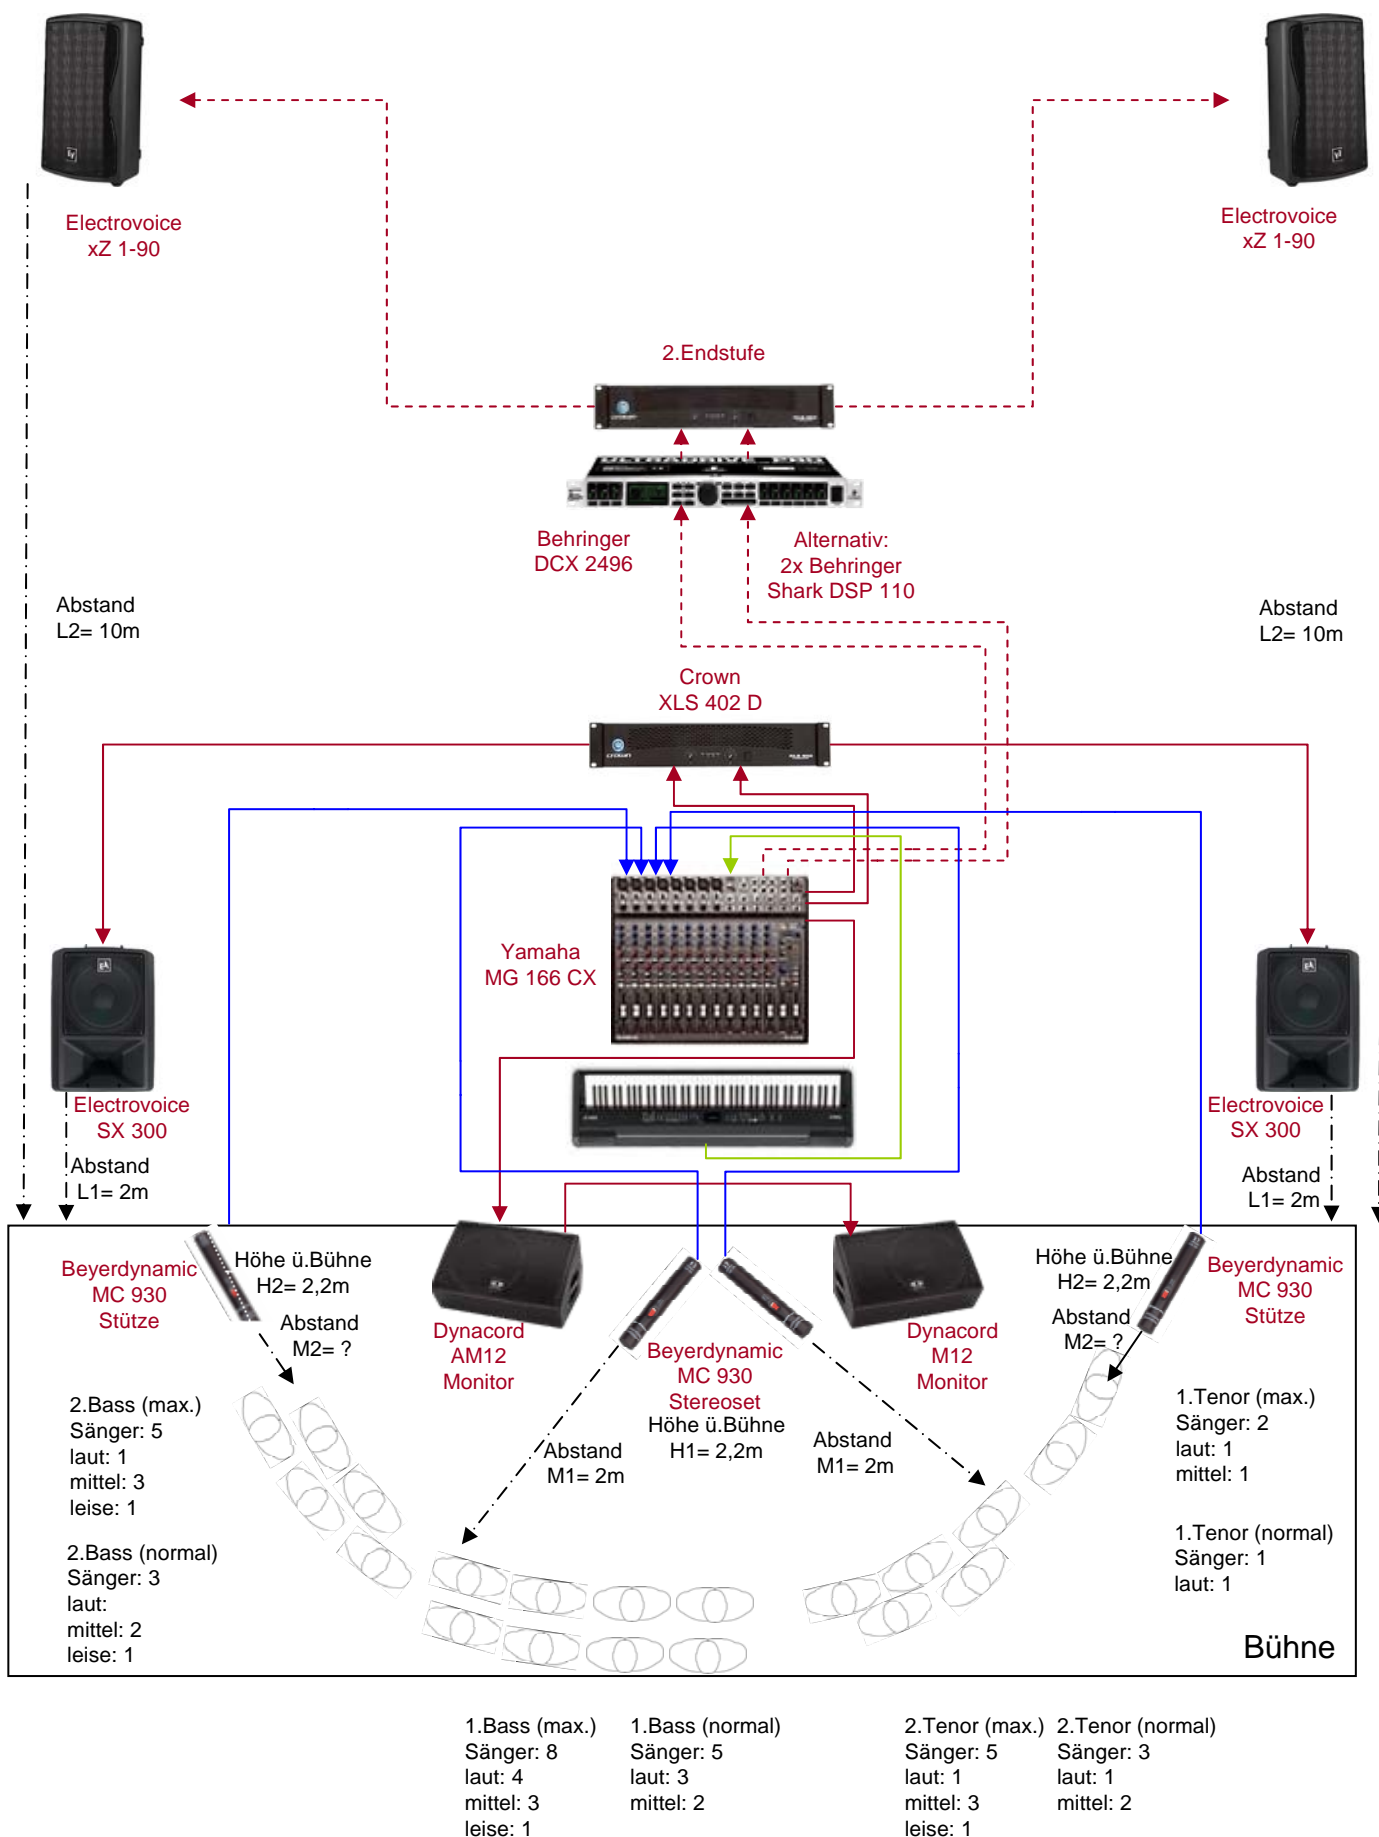 Electrovoice
xZ 1-90
Electrovoice
xZ 1-90
2.Endstufe
Behringer
DCX 2496
Alternativ:
2x Behringer
Shark DSP 110
Abstand
L2= 10m
Abstand
L2= 10m
Crown
XLS 402 D
Yamaha
MG 166 CX
Electrovoice
SX 300
Electrovoice
SX 300
Abstand
L1= 2m
Abstand
L1= 2m
Beyerdynamic
MC 930
Stütze
Höhe ü.Bühne
H2= 2,2m
Abstand
M2= ?
Dynacord
AM12
Monitor
Beyerdynamic
MC 930
Stereoset
Höhe ü.Bühne
H1= 2,2m
Dynacord
M12
Monitor
Höhe ü.Bühne
H2= 2,2m
Abstand
M2= ?
Beyerdynamic
MC 930
Stütze
Abstand
M1= 2m
Abstand
M1= 2m
2.Bass (max.)
Sänger: 5
laut: 1
mittel: 3
leise: 1
2.Bass (normal)
Sänger: 3
laut:
mittel: 2
leise: 1
1.Tenor (max.)
Sänger: 2
laut: 1
mittel: 1
1.Tenor (normal)
Sänger: 1
laut: 1
Bühne
1.Bass (max.)
Sänger: 8
laut: 4
mittel: 3
leise: 1
1.Bass (normal)
Sänger: 5
laut: 3
mittel: 2
2.Tenor (max.)
Sänger: 5
laut: 1
mittel: 3
leise: 1
2.Tenor (normal)
Sänger: 3
laut: 1
mittel: 2